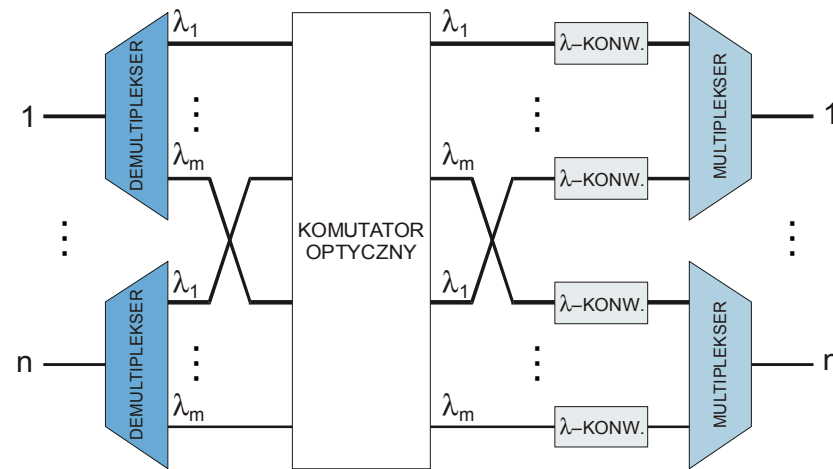 λ1
λ1
λ–KONW.
DEMULTIPLEKSER
MULTIPLEKSER
1
1
λm
λm
λ–KONW.
KOMUTATOR
OPTYCZNY
λ1
λ1
λ–KONW.
DEMULTIPLEKSER
MULTIPLEKSER
n
n
λm
λm
λ–KONW.